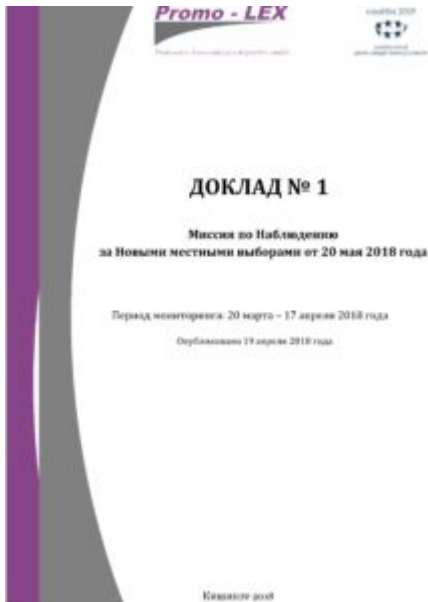 Promo - LEX
ДОКЛАД № 1
Миссия по Наблюдению
за Новыми местными выборами от 20 мая 2018 года
Период мониторинга: 20 марта – 17 апреля 2018 года
Опубликовано 19 апреля 2018 года
2018